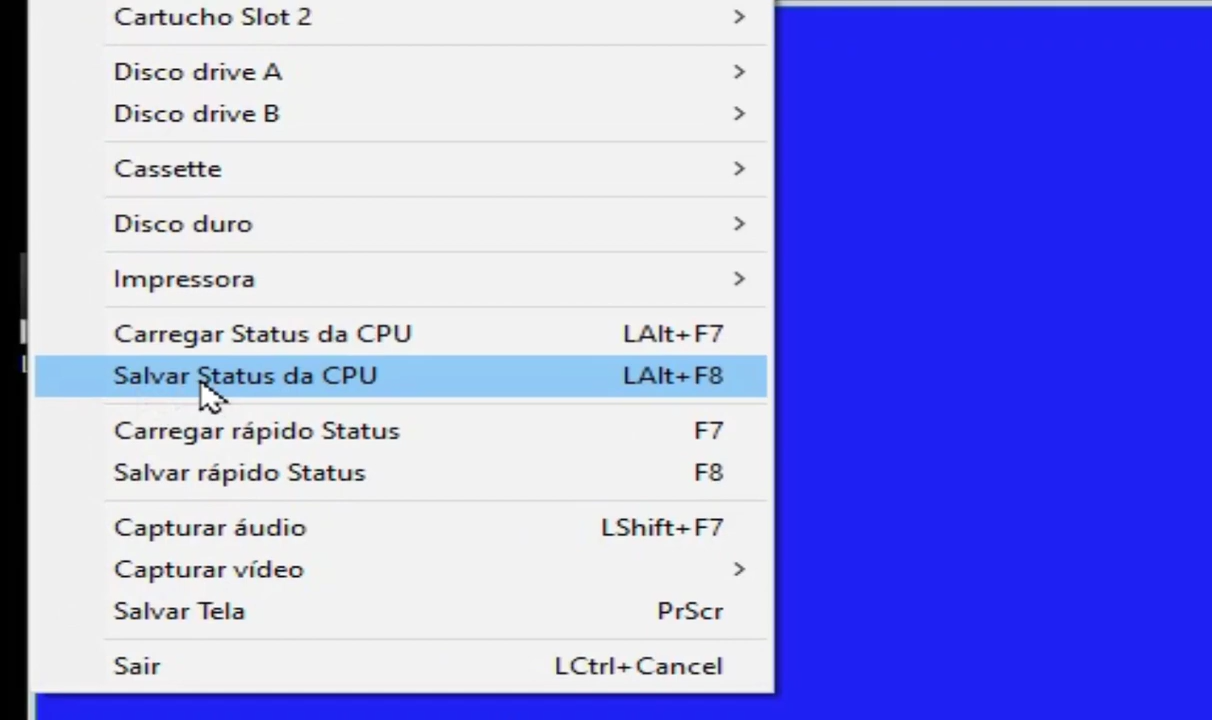 Cartucho Slot 2 >
Disco drive A >
Disco drive B >
Cassette >
Disco duro >
Impressora >
Carregar Status da CPU LAlt+F7
Salvar Status da CPU LAlt+F8
Carregar rápido Status F7
Salvar rápido Status F8
Capturar áudio LShift+F7
Capturar vídeo >
Salvar Tela PrScr
Sair LCtrl+Cancel